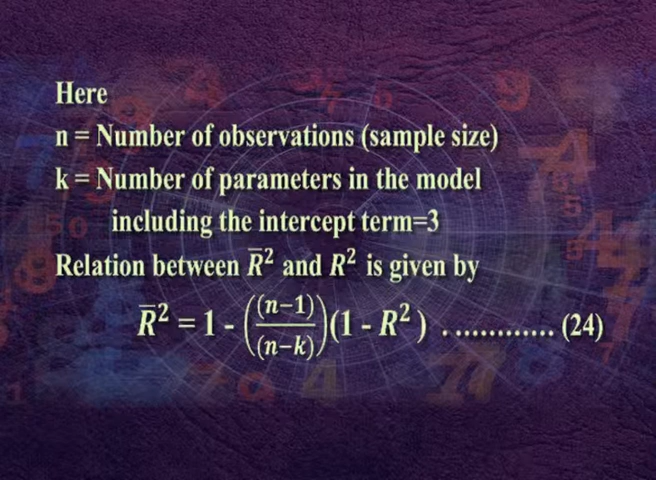 Here
n = Number of observations (sample size)
k = Number of parameters in the model
including the intercept term=3
Relation between R̅² and R² is given by
R̅² = 1 - ((n−1)/(n−k))(1 - R²) . ............ (24)